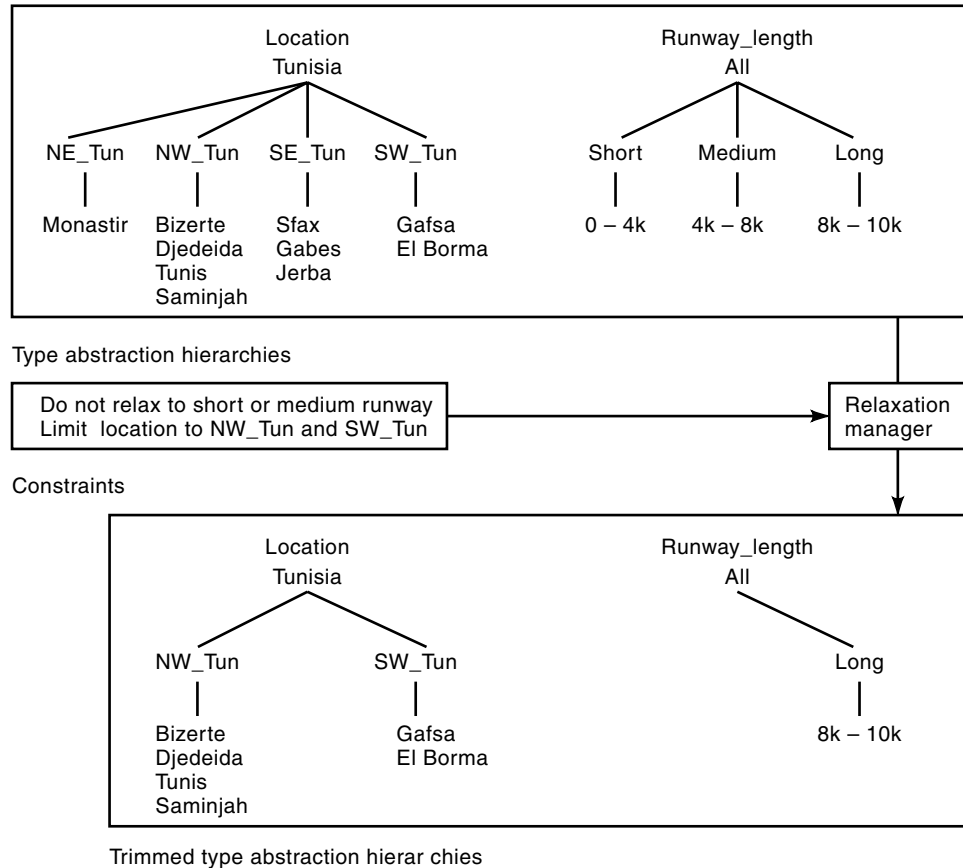 Location Runway_length
Tunisia All
NE_Tun NW_Tun SE_Tun SW_Tun Short Medium Long
Monastir Bizerte Sfax Gafsa 0 – 4k 4k – 8k 8k – 10k
Djedeida Gabes El Borma
Tunis Jerba
Saminjah
Type abstraction hierarchies
Do not relax to short or medium runway
Limit location to NW_Tun and SW_Tun
Relaxation
manager
Constraints
Location Runway_length
Tunisia All
NW_Tun SW_Tun Long
Bizerte Gafsa 8k – 10k
Djedeida El Borma
Tunis
Saminjah
Trimmed type abstraction hierar chies